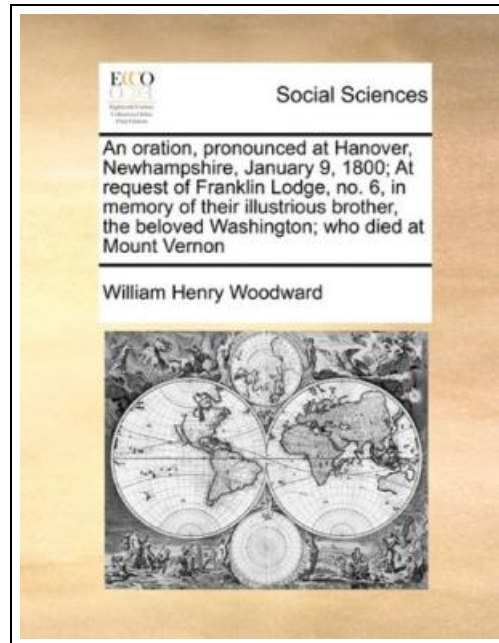 ECCO
Social Sciences
An oration, pronounced at Hanover,
Newhampshire, January 9, 1800; At
request of Franklin Lodge, no. 6, in
memory of their illustrious brother,
the beloved Washington; who died at
Mount Vernon
William Henry Woodward